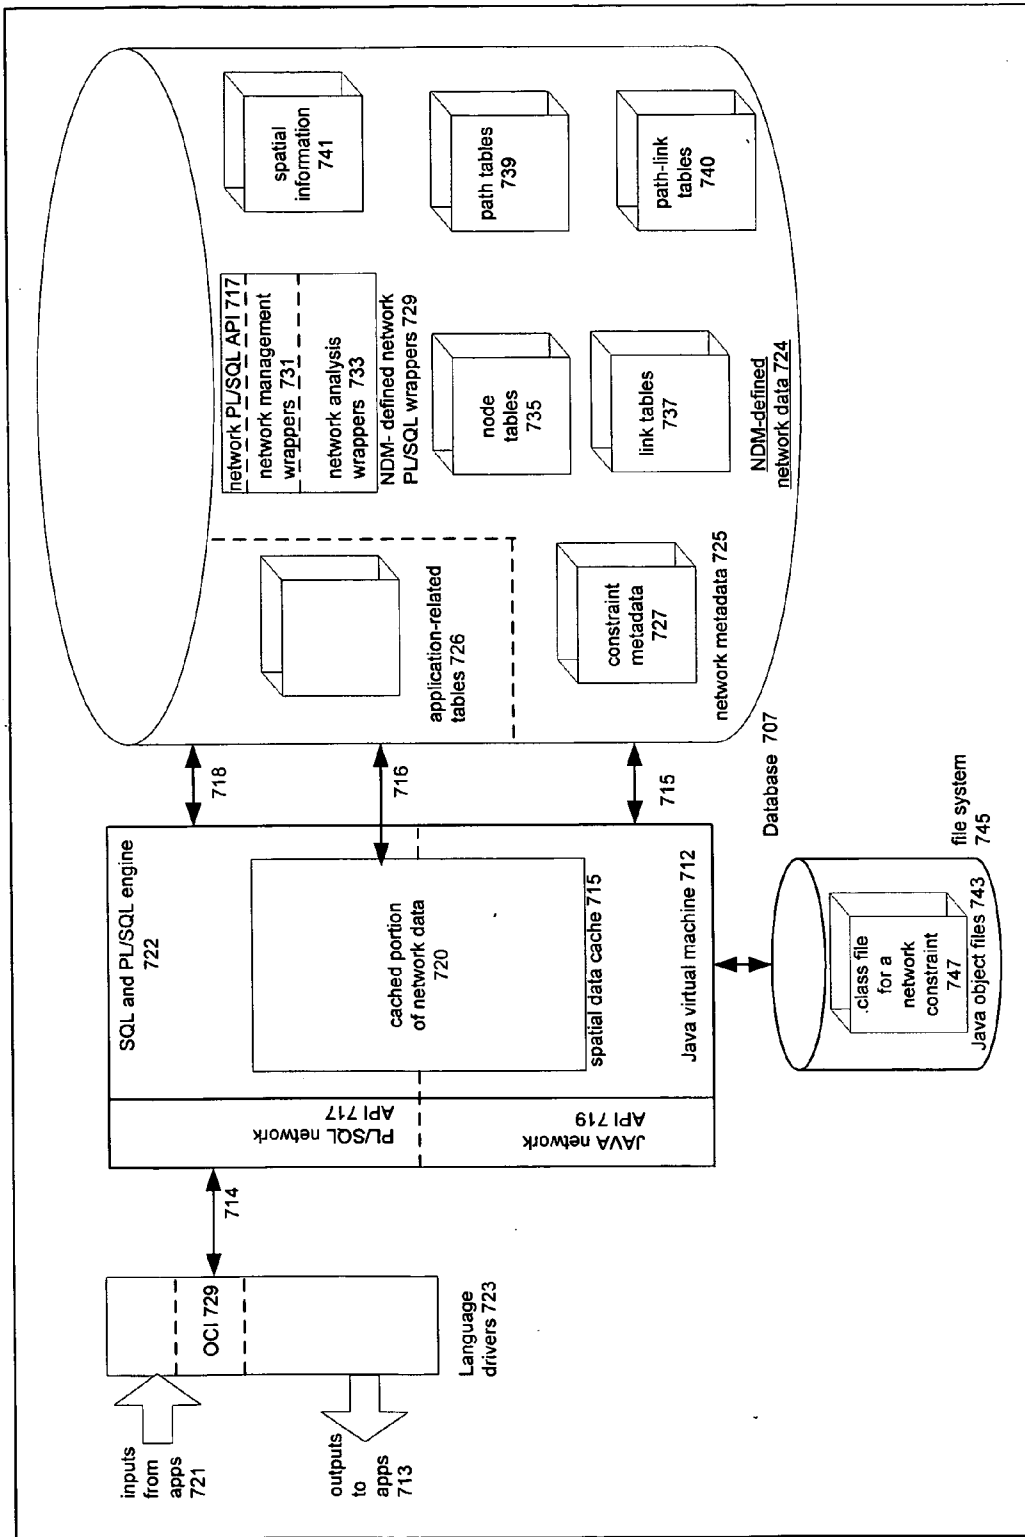 inputs
from
apps
721
outputs
to
apps
713
OCI 729
Language
drivers 723
714
PL/SQL network
API 717
JAVA network
API 719
SQL and PL/SQL engine
722
cached portion
of network data
720
spatial data cache 715
Java virtual machine 712
718
716
715
Database 707
.class file
for a
network
constraint
747
Java object files 743
file system
745
application-related
tables 726
constraint
metadata
727
network metadata 725
network PL/SQL API 717
network management
wrappers 731
network analysis
wrappers 733
NDM- defined network
PL/SQL wrappers 729
node
tables
735
link tables
737
NDM-defined
network data 724
spatial
information
741
path tables
739
path-link
tables
740